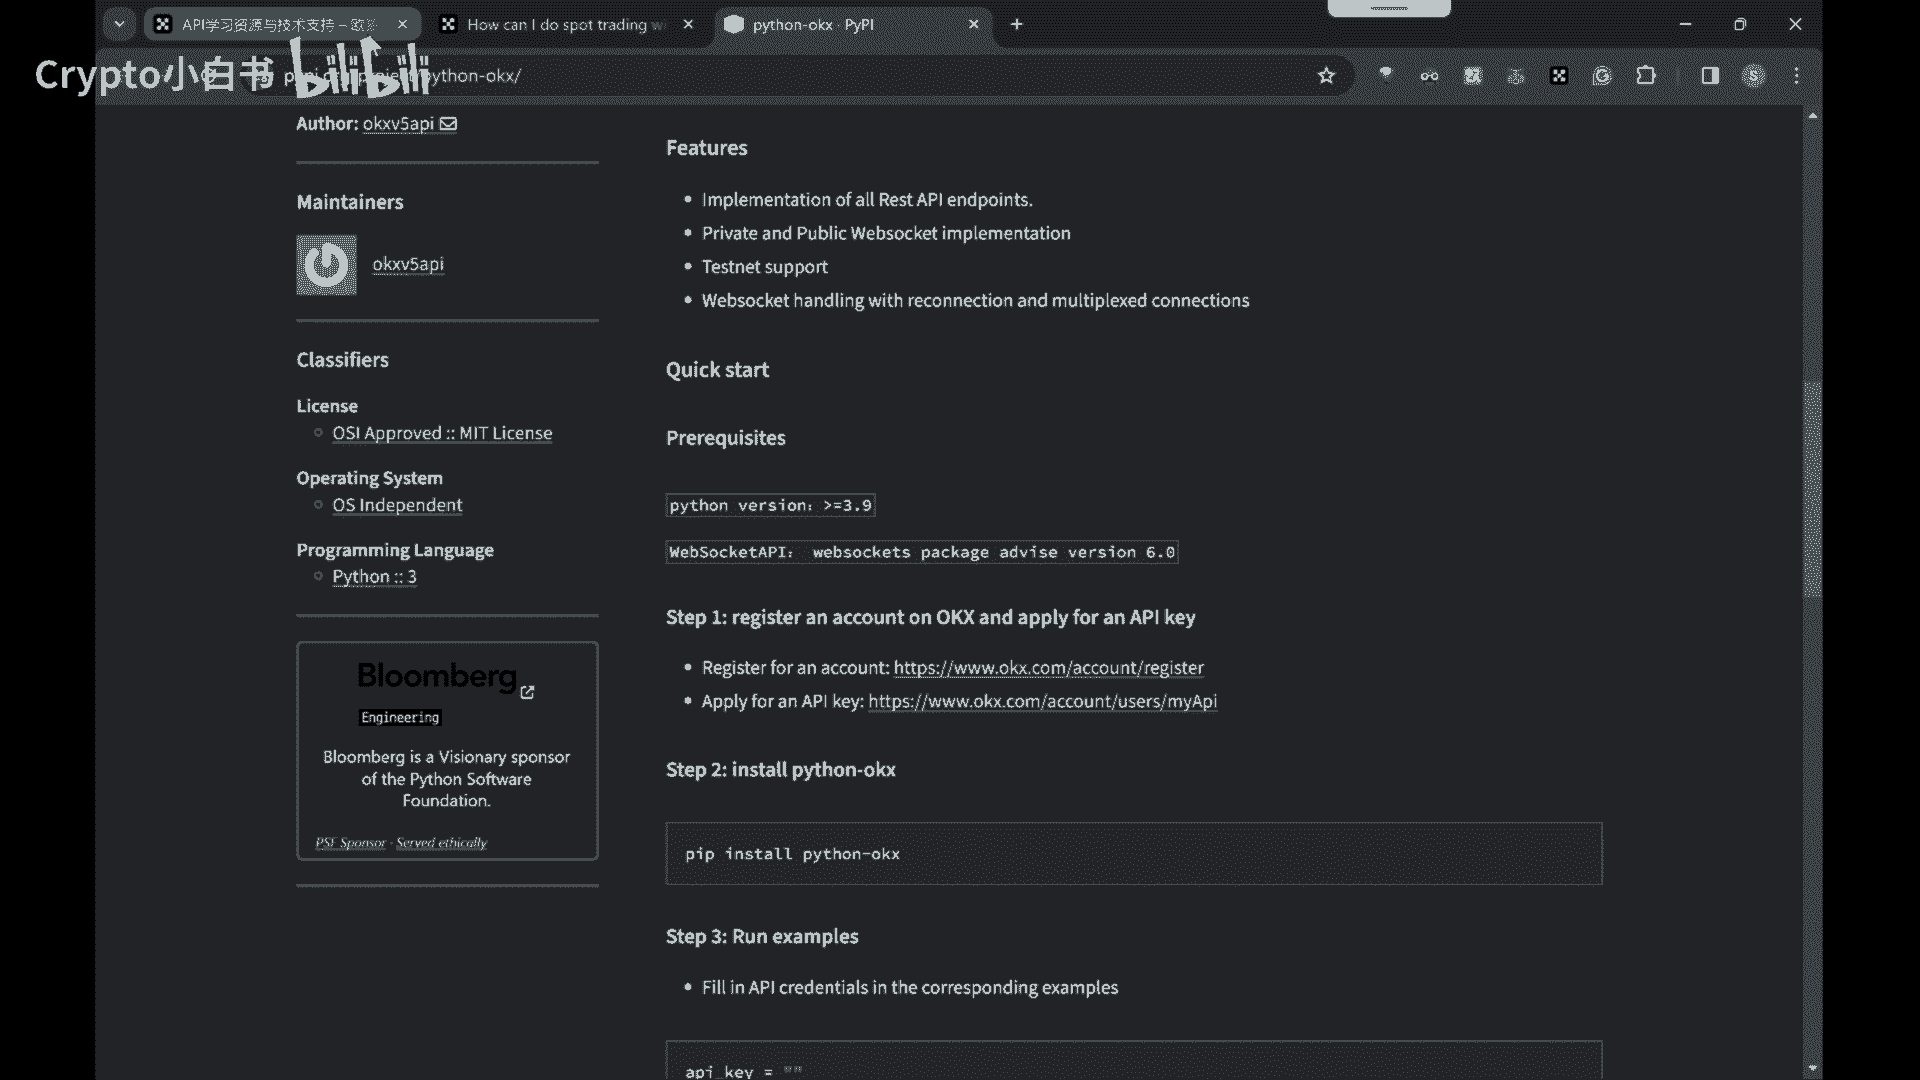 API学习资源与技术支持 – 欧
How can I do spot trading wi
python-okx · PyPI
Crypto小白书
bilibili
python-okx/
S
Author: okxv5api
Maintainers
okxv5api
Classifiers
License
OSI Approved :: MIT License
Operating System
OS Independent
Programming Language
Python :: 3
Bloomberg
Engineering
Bloomberg is a Visionary sponsor
of the Python Software
Foundation.
PSF Sponsor · Served ethically
Features
Implementation of all Rest API endpoints.
Private and Public Websocket implementation
Testnet support
Websocket handling with reconnection and multiplexed connections
Quick start
Prerequisites
python version：>=3.9
WebSocketAPI： websockets package advise version 6.0
Step 1: register an account on OKX and apply for an API key
Register for an account: https://www.okx.com/account/register
Apply for an API key: https://www.okx.com/account/users/myApi
Step 2: install python-okx
pip install python-okx
Step 3: Run examples
Fill in API credentials in the corresponding examples
api_key = ""